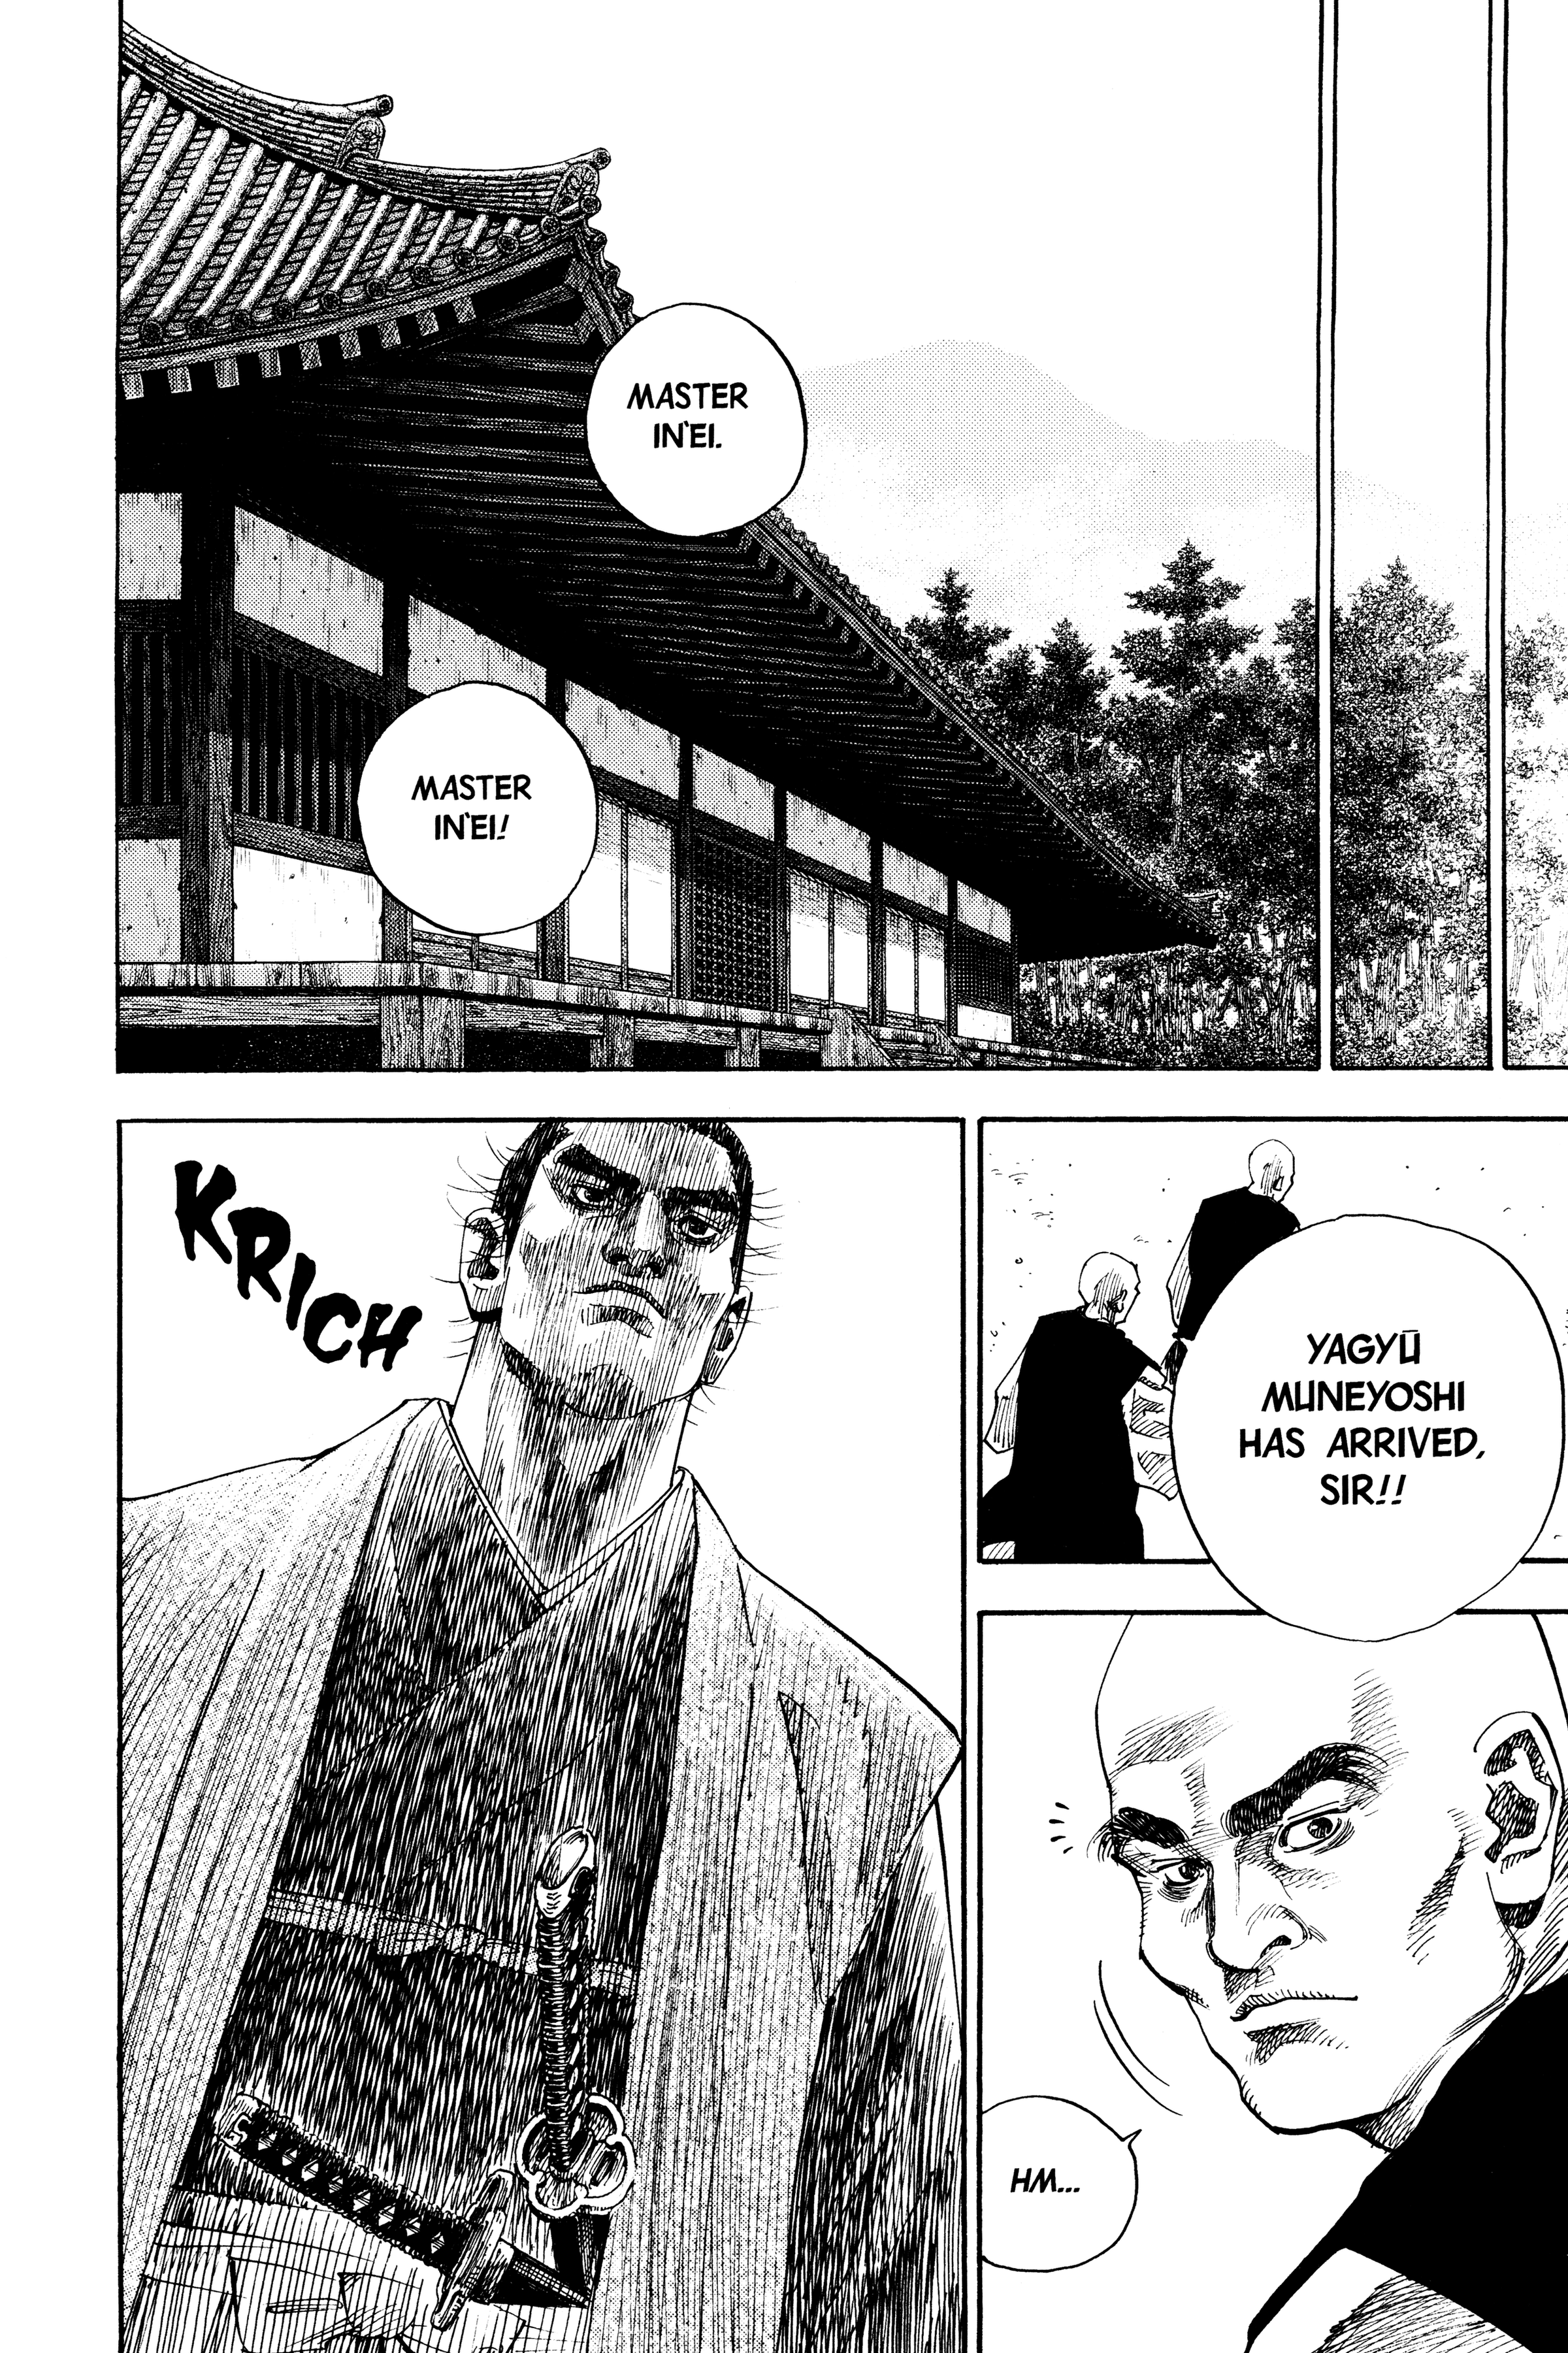 MASTER
IN'EI.
MASTER
IN'EI!
YAGYŪ
MUNEYOSHI
HAS ARRIVED,
SIR!!
HM...
KRICH